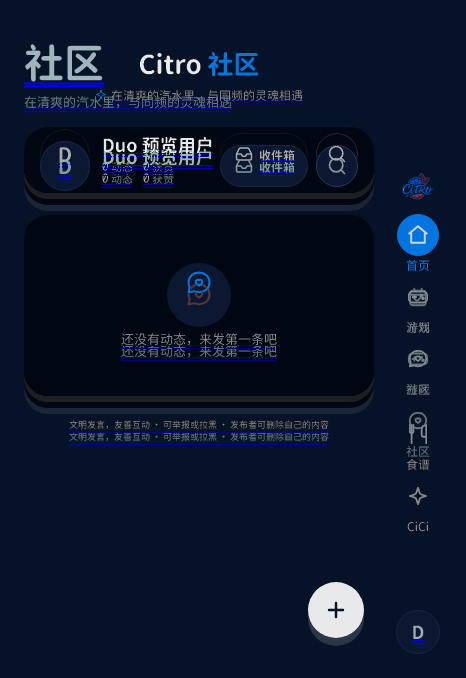 社区
Citro 社区
在清爽的汽水里，与同频的灵魂相遇
在清爽的汽水里，与同频的灵魂相遇
B
Duo 预览用户
Duo 预览用户
0 动态 0 获赞
0 动态 0 获赞
收件箱
收件箱
还没有动态，来发第一条吧
还没有动态，来发第一条吧
文明发言，友善互动 · 可举报或拉黑 · 发布者可删除自己的内容
文明发言，友善互动 · 可举报或拉黑 · 发布者可删除自己的内容
Citro
首页
社区
食谱
CiCi
D